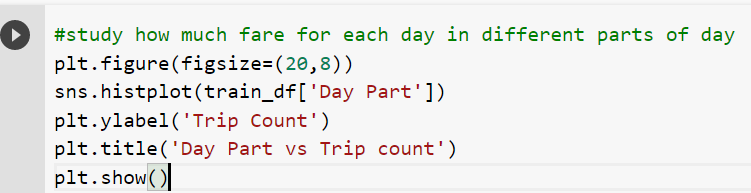 #study how much fare for each day in different parts of day
plt.figure(figsize=(20,8))
sns.histplot(train_df['Day Part'])
plt.ylabel('Trip Count')
plt.title('Day Part vs Trip count')
plt.show()